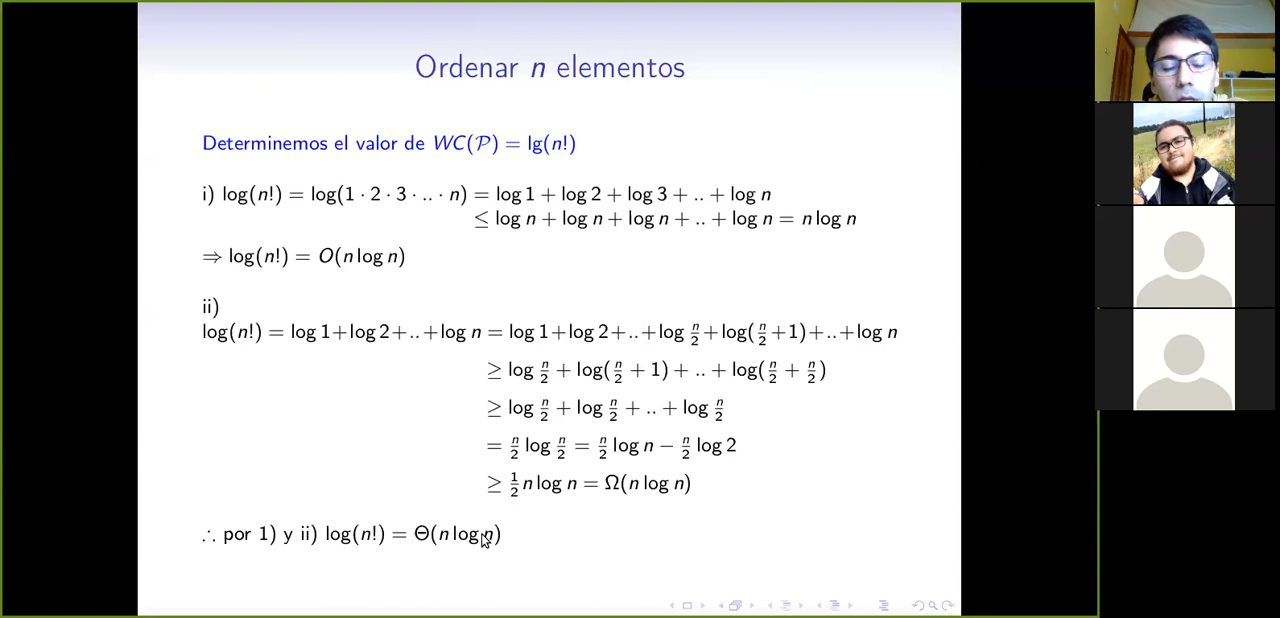 Ordenar n elementos
Determinemos el valor de WC(𝒫) = lg(n!)
i) log(n!) = log(1 · 2 · 3 · .. · n) = log 1 + log 2 + log 3 + .. + log n
≤ log n + log n + log n + .. + log n = n log n
⇒ log(n!) = O(n log n)
ii)
log(n!) = log 1+log 2+..+log n = log 1+log 2+..+log n/2+log(n/2+1)+..+log n
≥ log n/2 + log(n/2 + 1) + .. + log(n/2 + n/2)
≥ log n/2 + log n/2 + .. + log n/2
= n/2 log n/2 = n/2 log n − n/2 log 2
≥ 1/2 n log n = Ω(n log n)
∴ por 1) y ii) log(n!) = Θ(n log n)